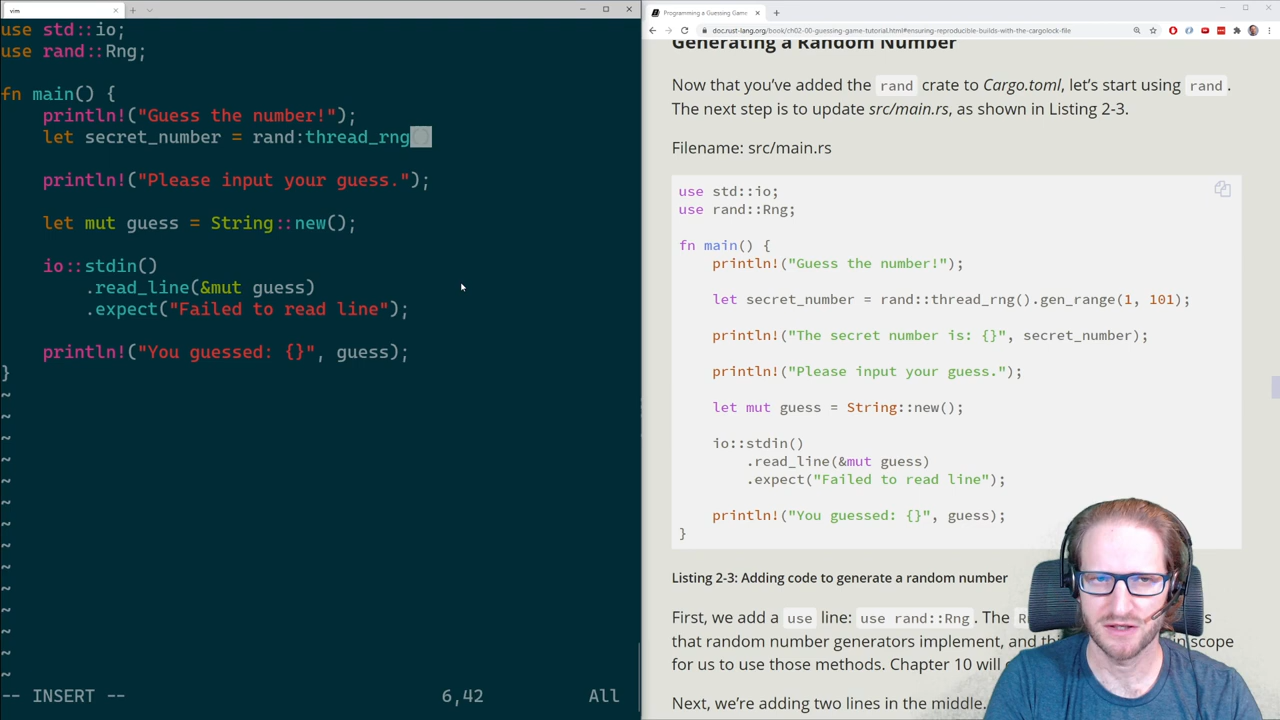 vim
use std::io;
use rand::Rng;
fn main() {
println!("Guess the number!");
let secret_number = rand:thread_rng()
println!("Please input your guess.");
let mut guess = String::new();
io::stdin()
.read_line(&mut guess)
.expect("Failed to read line");
println!("You guessed: {}", guess);
}
~
~
~
~
~
~
~
~
~
~
~
~
~
~
-- INSERT --
6,42
All
Programming a Guessing Game
doc.rust-lang.org/book/ch02-00-guessing-game-tutorial.html#ensuring-reproducible-builds-with-the-cargolock-file
Generating a Random Number
Now that you’ve added the rand crate to Cargo.toml, let’s start using rand.
The next step is to update src/main.rs, as shown in Listing 2-3.
Filename: src/main.rs
use std::io;
use rand::Rng;
fn main() {
println!("Guess the number!");
let secret_number = rand::thread_rng().gen_range(1, 101);
println!("The secret number is: {}", secret_number);
println!("Please input your guess.");
let mut guess = String::new();
io::stdin()
.read_line(&mut guess)
.expect("Failed to read line");
println!("You guessed: {}", guess);
}
Listing 2-3: Adding code to generate a random number
First, we add a use line: use rand::Rng. The
that random number generators implement, and in scope
for us to use those methods. Chapter 10 will
Next, we’re adding two lines in the middle.